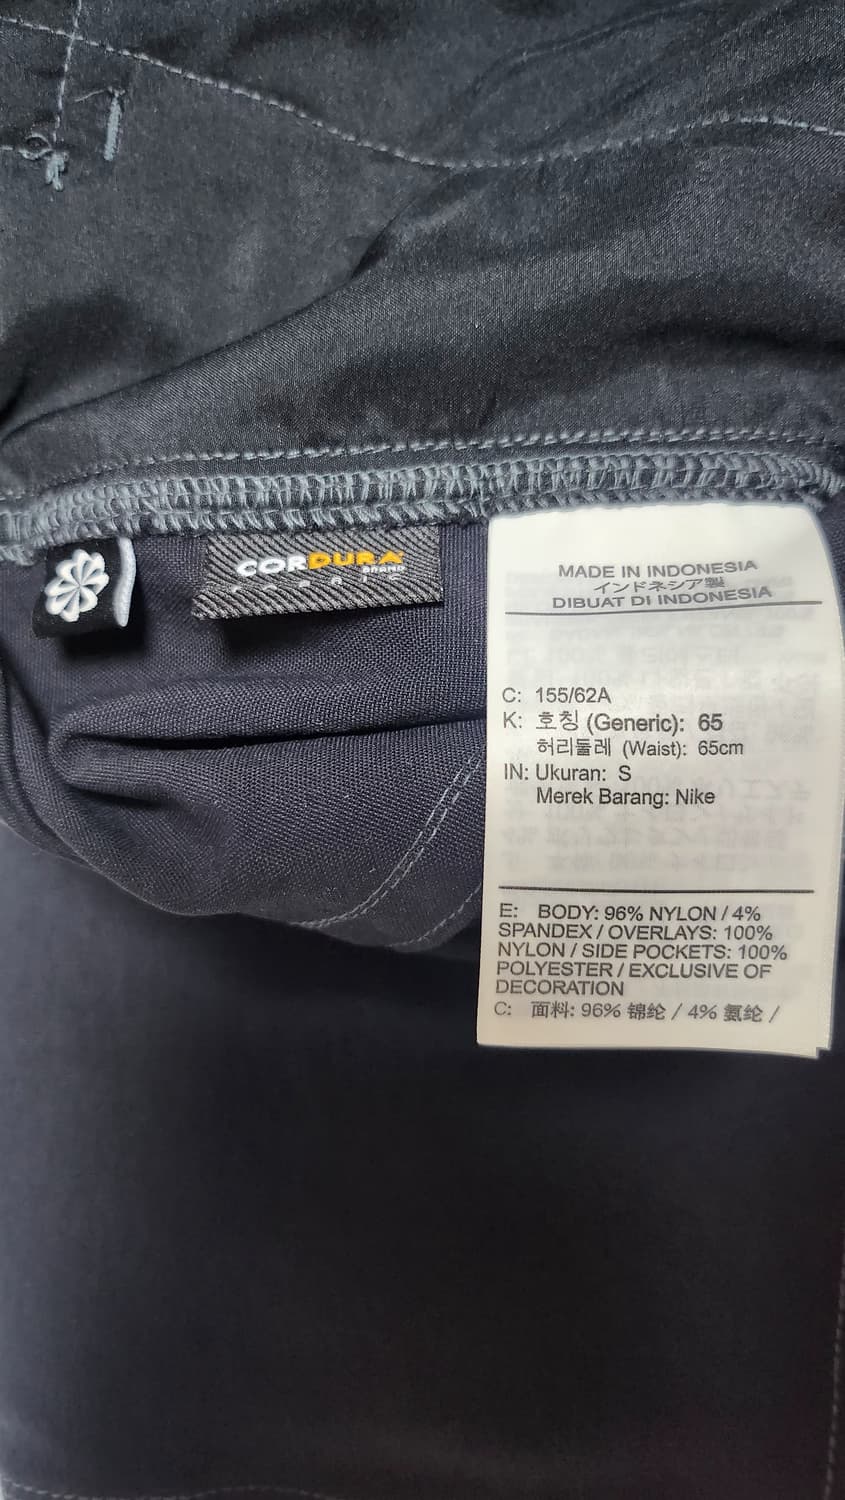 CORDURA
BRAND
FABRIC
MADE IN INDONESIA
インドネシア製
DIBUAT DI INDONESIA
C: 155/62A
K: 호칭 (Generic): 65
허리둘레 (Waist): 65cm
IN: Ukuran: S
Merek Barang: Nike
E: BODY: 96% NYLON / 4%
SPANDEX / OVERLAYS: 100%
NYLON / SIDE POCKETS: 100%
POLYESTER / EXCLUSIVE OF
DECORATION
C: 面料: 96% 锦纶 / 4% 氨纶 /